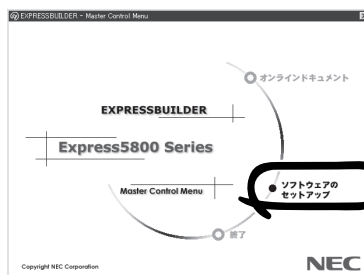 EXPRESSBUILDER - Master Control Menu
オンラインドキュメント
EXPRESSBUILDER
Express5800 Series
ソフトウェアの
セットアップ
Master Control Menu
終了
Copyright NEC Corporation
NEC